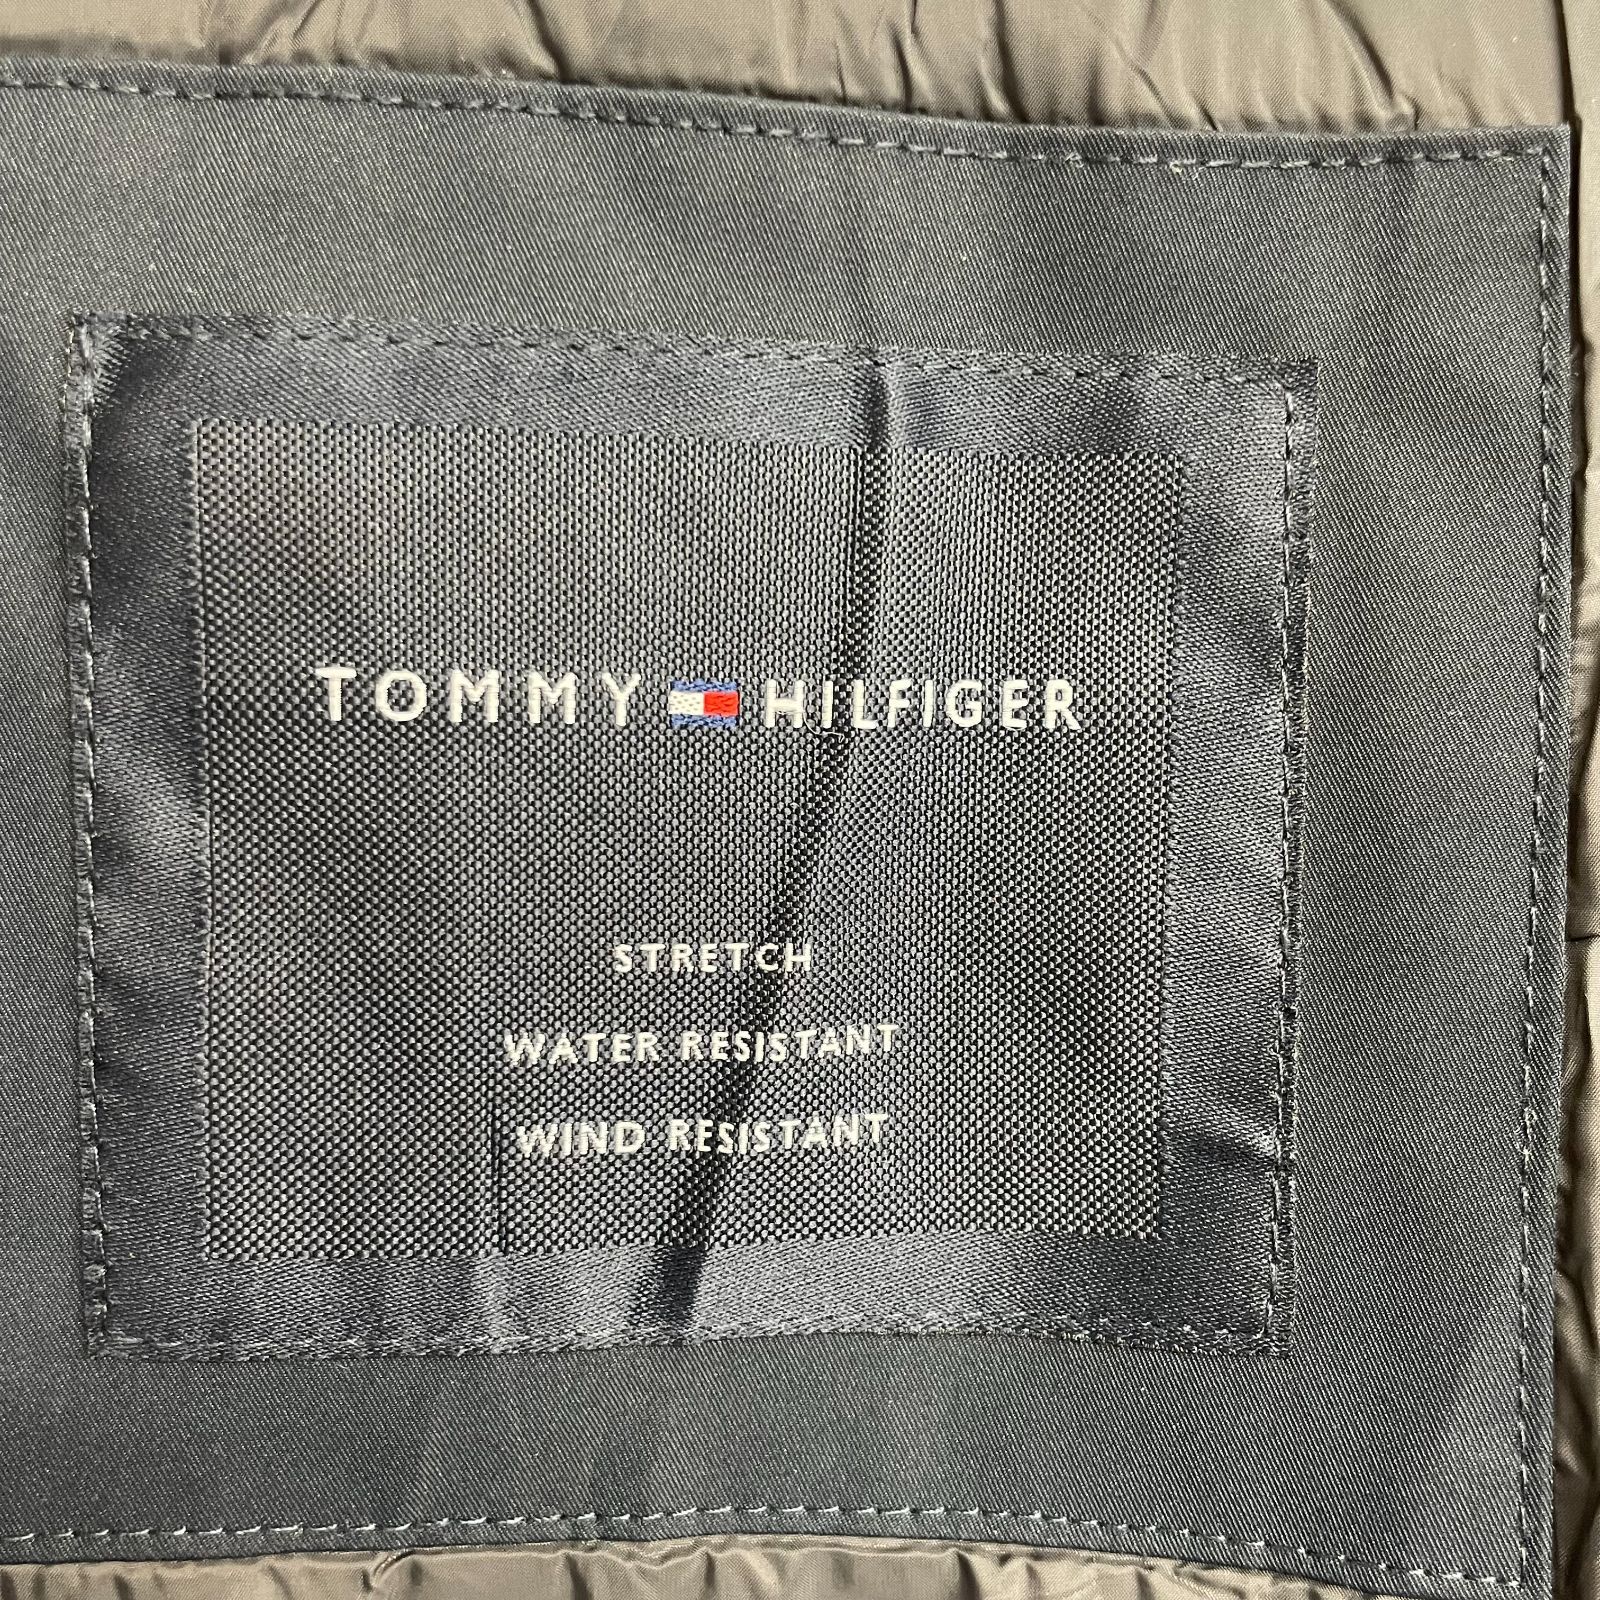 TOMMY HILFIGER
STRETCH
WATER RESISTANT
WIND RESISTANT